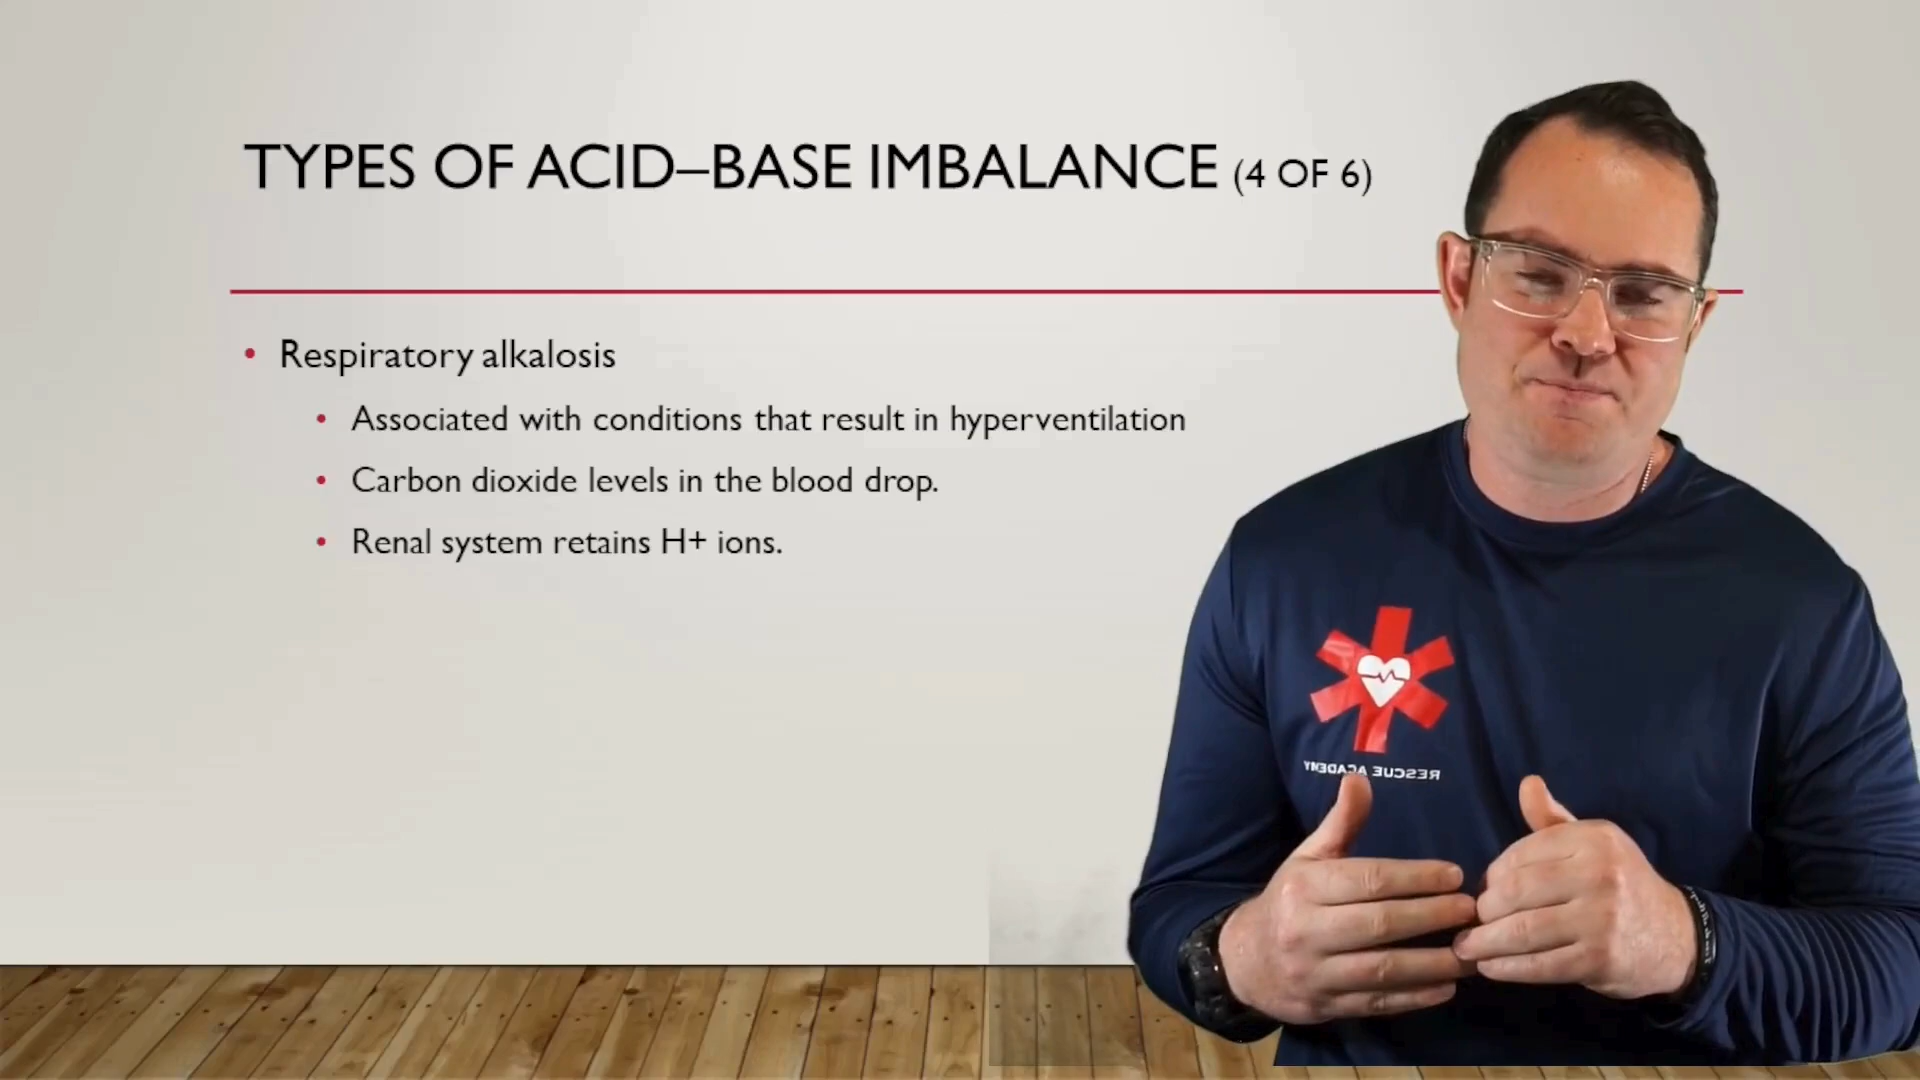 TYPES OF ACID–BASE IMBALANCE (4 OF 6)
• Respiratory alkalosis
• Associated with conditions that result in hyperventilation
• Carbon dioxide levels in the blood drop.
• Renal system retains H+ ions.
RESCUE ACADEMY